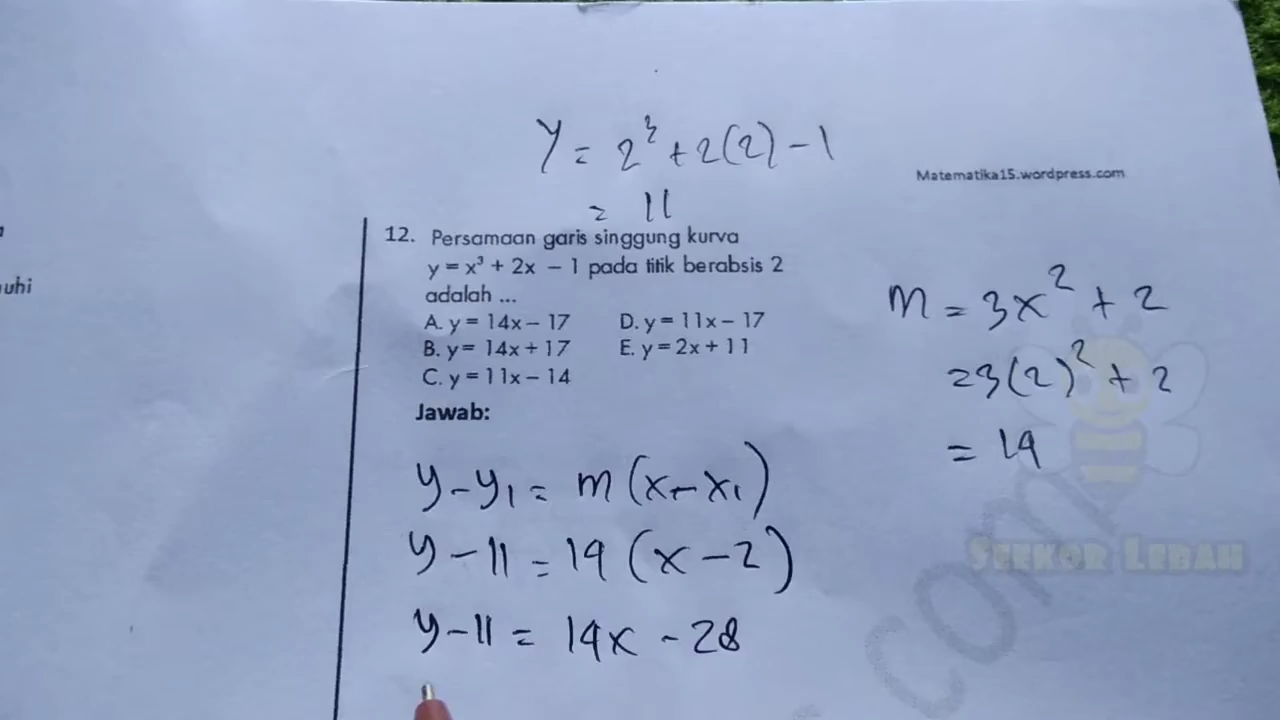 y = 2³ + 2(2) - 1
= 11
Matematika15.wordpress.com
uhi
12. Persamaan garis singgung kurva
y = x³ + 2x - 1 pada titik berabsis 2
adalah ...
A. y = 14x - 17 D. y = 11x - 17
B. y = 14x + 17 E. y = 2x + 11
C. y = 11x - 14
Jawab:
y - y₁ = m (x - x₁)
y - 11 = 14 (x - 2)
y - 11 = 14x - 28
m = 3x² + 2
= 3(2)² + 2
= 14
SEEKOR LEBAH
com